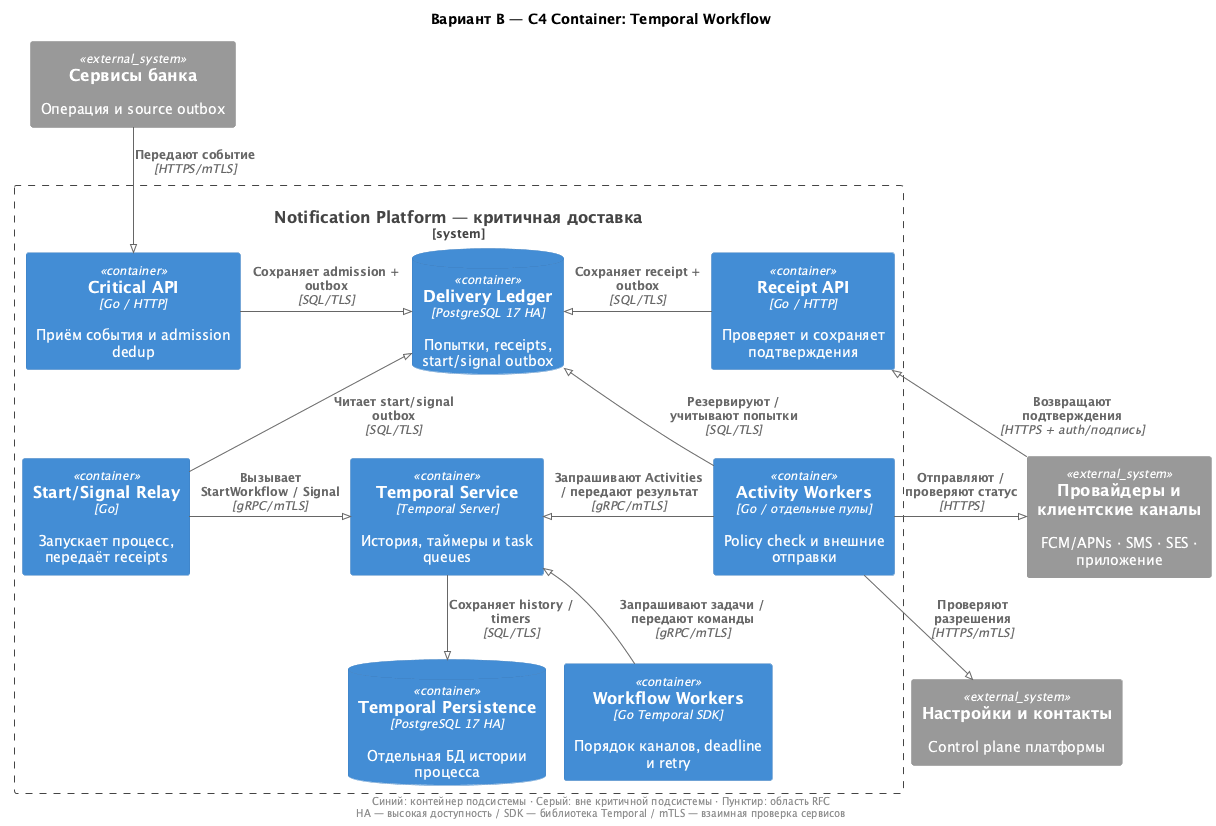 Вариант B — C4 Container: Temporal Workflow
«external_system»
Сервисы банка
Операция и source outbox
Передают событие
[HTTPS/mTLS]
Notification Platform — критичная доставка
[system]
«container»
Critical API
[Go / HTTP]
Приём события и admission
dedup
Сохраняет admission +
outbox
[SQL/TLS]
«container»
Delivery Ledger
[PostgreSQL 17 HA]
Попытки, receipts,
start/signal outbox
Сохраняет receipt +
outbox
[SQL/TLS]
«container»
Receipt API
[Go / HTTP]
Проверяет и сохраняет
подтверждения
Читает start/signal
outbox
[SQL/TLS]
Резервируют /
учитывают попытки
[SQL/TLS]
Возвращают
подтверждения
[HTTPS + auth/подпись]
«container»
Start/Signal Relay
[Go]
Запускает процесс,
передаёт receipts
Вызывает
StartWorkflow / Signal
[gRPC/mTLS]
«container»
Temporal Service
[Temporal Server]
История, таймеры и task
queues
Запрашивают Activities
/ передают результат
[gRPC/mTLS]
«container»
Activity Workers
[Go / отдельные пулы]
Policy check и внешние
отправки
Отправляют /
проверяют статус
[HTTPS]
«external_system»
Провайдеры и
клиентские каналы
FCM/APNs · SMS · SES ·
приложение
Сохраняет history /
timers
[SQL/TLS]
Запрашивают задачи /
передают команды
[gRPC/mTLS]
Проверяют
разрешения
[HTTPS/mTLS]
«container»
Temporal Persistence
[PostgreSQL 17 HA]
Отдельная БД истории
процесса
«container»
Workflow Workers
[Go Temporal SDK]
Порядок каналов, deadline
и retry
«external_system»
Настройки и контакты
Control plane платформы
Синий: контейнер подсистемы · Серый: вне критичной подсистемы · Пунктир: область RFC
HA — высокая доступность / SDK — библиотека Temporal / mTLS — взаимная проверка сервисов